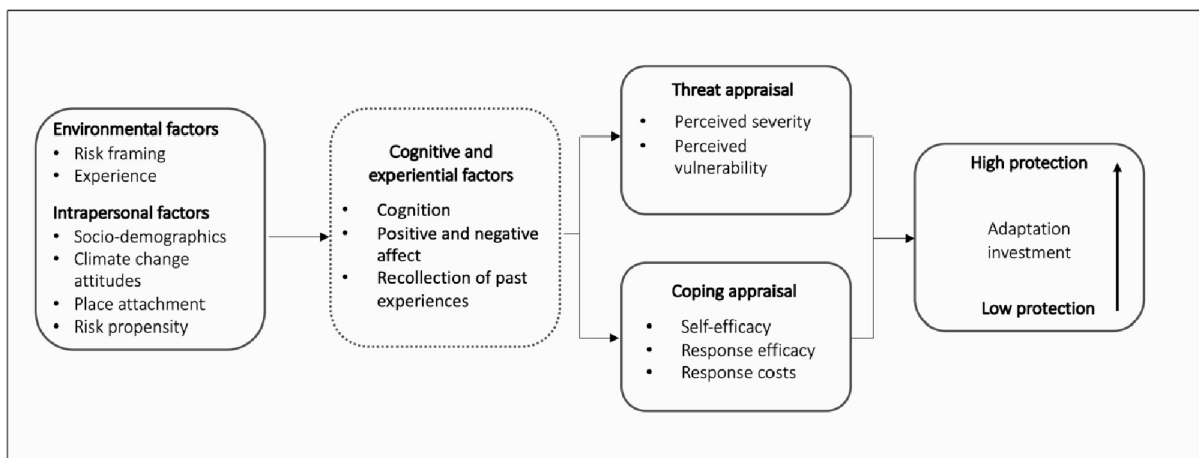 Environmental factors
• Risk framing
• Experience
Intrapersonal factors
• Socio-demographics
• Climate change
attitudes
• Place attachment
• Risk propensity
Cognitive and
experiential factors
• Cognition
• Positive and negative
affect
• Recollection of past
experiences
Threat appraisal
• Perceived severity
• Perceived
vulnerability
Coping appraisal
• Self-efficacy
• Response efficacy
• Response costs
High protection
Adaptation
investment
Low protection